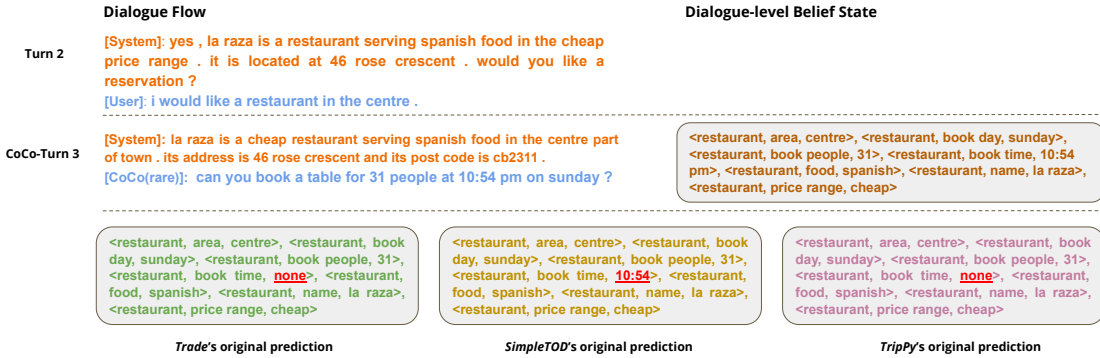 Dialogue Flow
Dialogue-level Belief State
Turn 2
[System]: yes , la raza is a restaurant serving spanish food in the cheap
price range . it is located at 46 rose crescent . would you like a
reservation ?
[User]: i would like a restaurant in the centre .
CoCo-Turn 3
[System]: la raza is a cheap restaurant serving spanish food in the centre part
of town . its address is 46 rose crescent and its post code is cb2311 .
[CoCo(rare)]: can you book a table for 31 people at 10:54 pm on sunday ?
<restaurant, area, centre>, <restaurant, book day, sunday>,
<restaurant, book people, 31>, <restaurant, book time, 10:54
pm>, <restaurant, food, spanish>, <restaurant, name, la raza>,
<restaurant, price range, cheap>
<restaurant, area, centre>, <restaurant, book
day, sunday>, <restaurant, book people, 31>,
<restaurant, book time, none>, <restaurant,
food, spanish>, <restaurant, name, la raza>,
<restaurant, price range, cheap>
Trade's original prediction
<restaurant, area, centre>, <restaurant, book
day, sunday>, <restaurant, book people, 31>,
<restaurant, book time, 10:54>, <restaurant,
food, spanish>, <restaurant, name, la raza>,
<restaurant, price range, cheap>
SimpleTOD's original prediction
<restaurant, area, centre>, <restaurant, book
day, sunday>, <restaurant, book people, 31>,
<restaurant, book time, none>, <restaurant,
food, spanish>, <restaurant, name, la raza>,
<restaurant, price range, cheap>
TripPy's original prediction